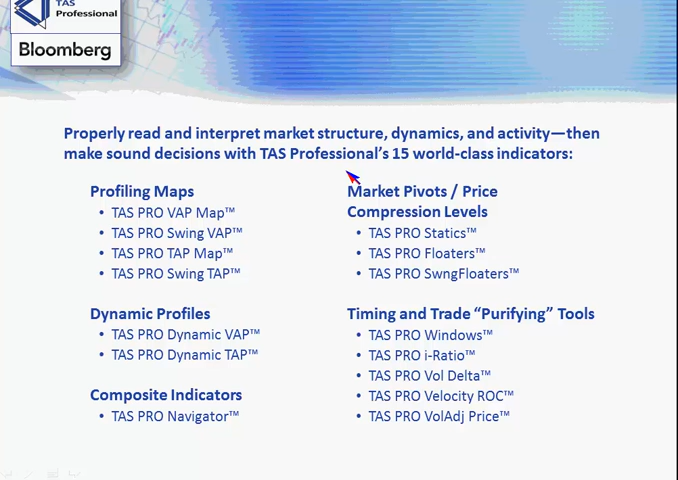 TAS
Professional
Bloomberg
Properly read and interpret market structure, dynamics, and activity—then
make sound decisions with TAS Professional's 15 world-class indicators:
Profiling Maps
• TAS PRO VAP Map™
• TAS PRO Swing VAP™
• TAS PRO TAP Map™
• TAS PRO Swing TAP™
Dynamic Profiles
• TAS PRO Dynamic VAP™
• TAS PRO Dynamic TAP™
Composite Indicators
• TAS PRO Navigator™
Market Pivots / Price
Compression Levels
• TAS PRO Statics™
• TAS PRO Floaters™
• TAS PRO SwngFloaters™
Timing and Trade “Purifying” Tools
• TAS PRO Windows™
• TAS PRO i-Ratio™
• TAS PRO Vol Delta™
• TAS PRO Velocity ROC™
• TAS PRO VolAdj Price™